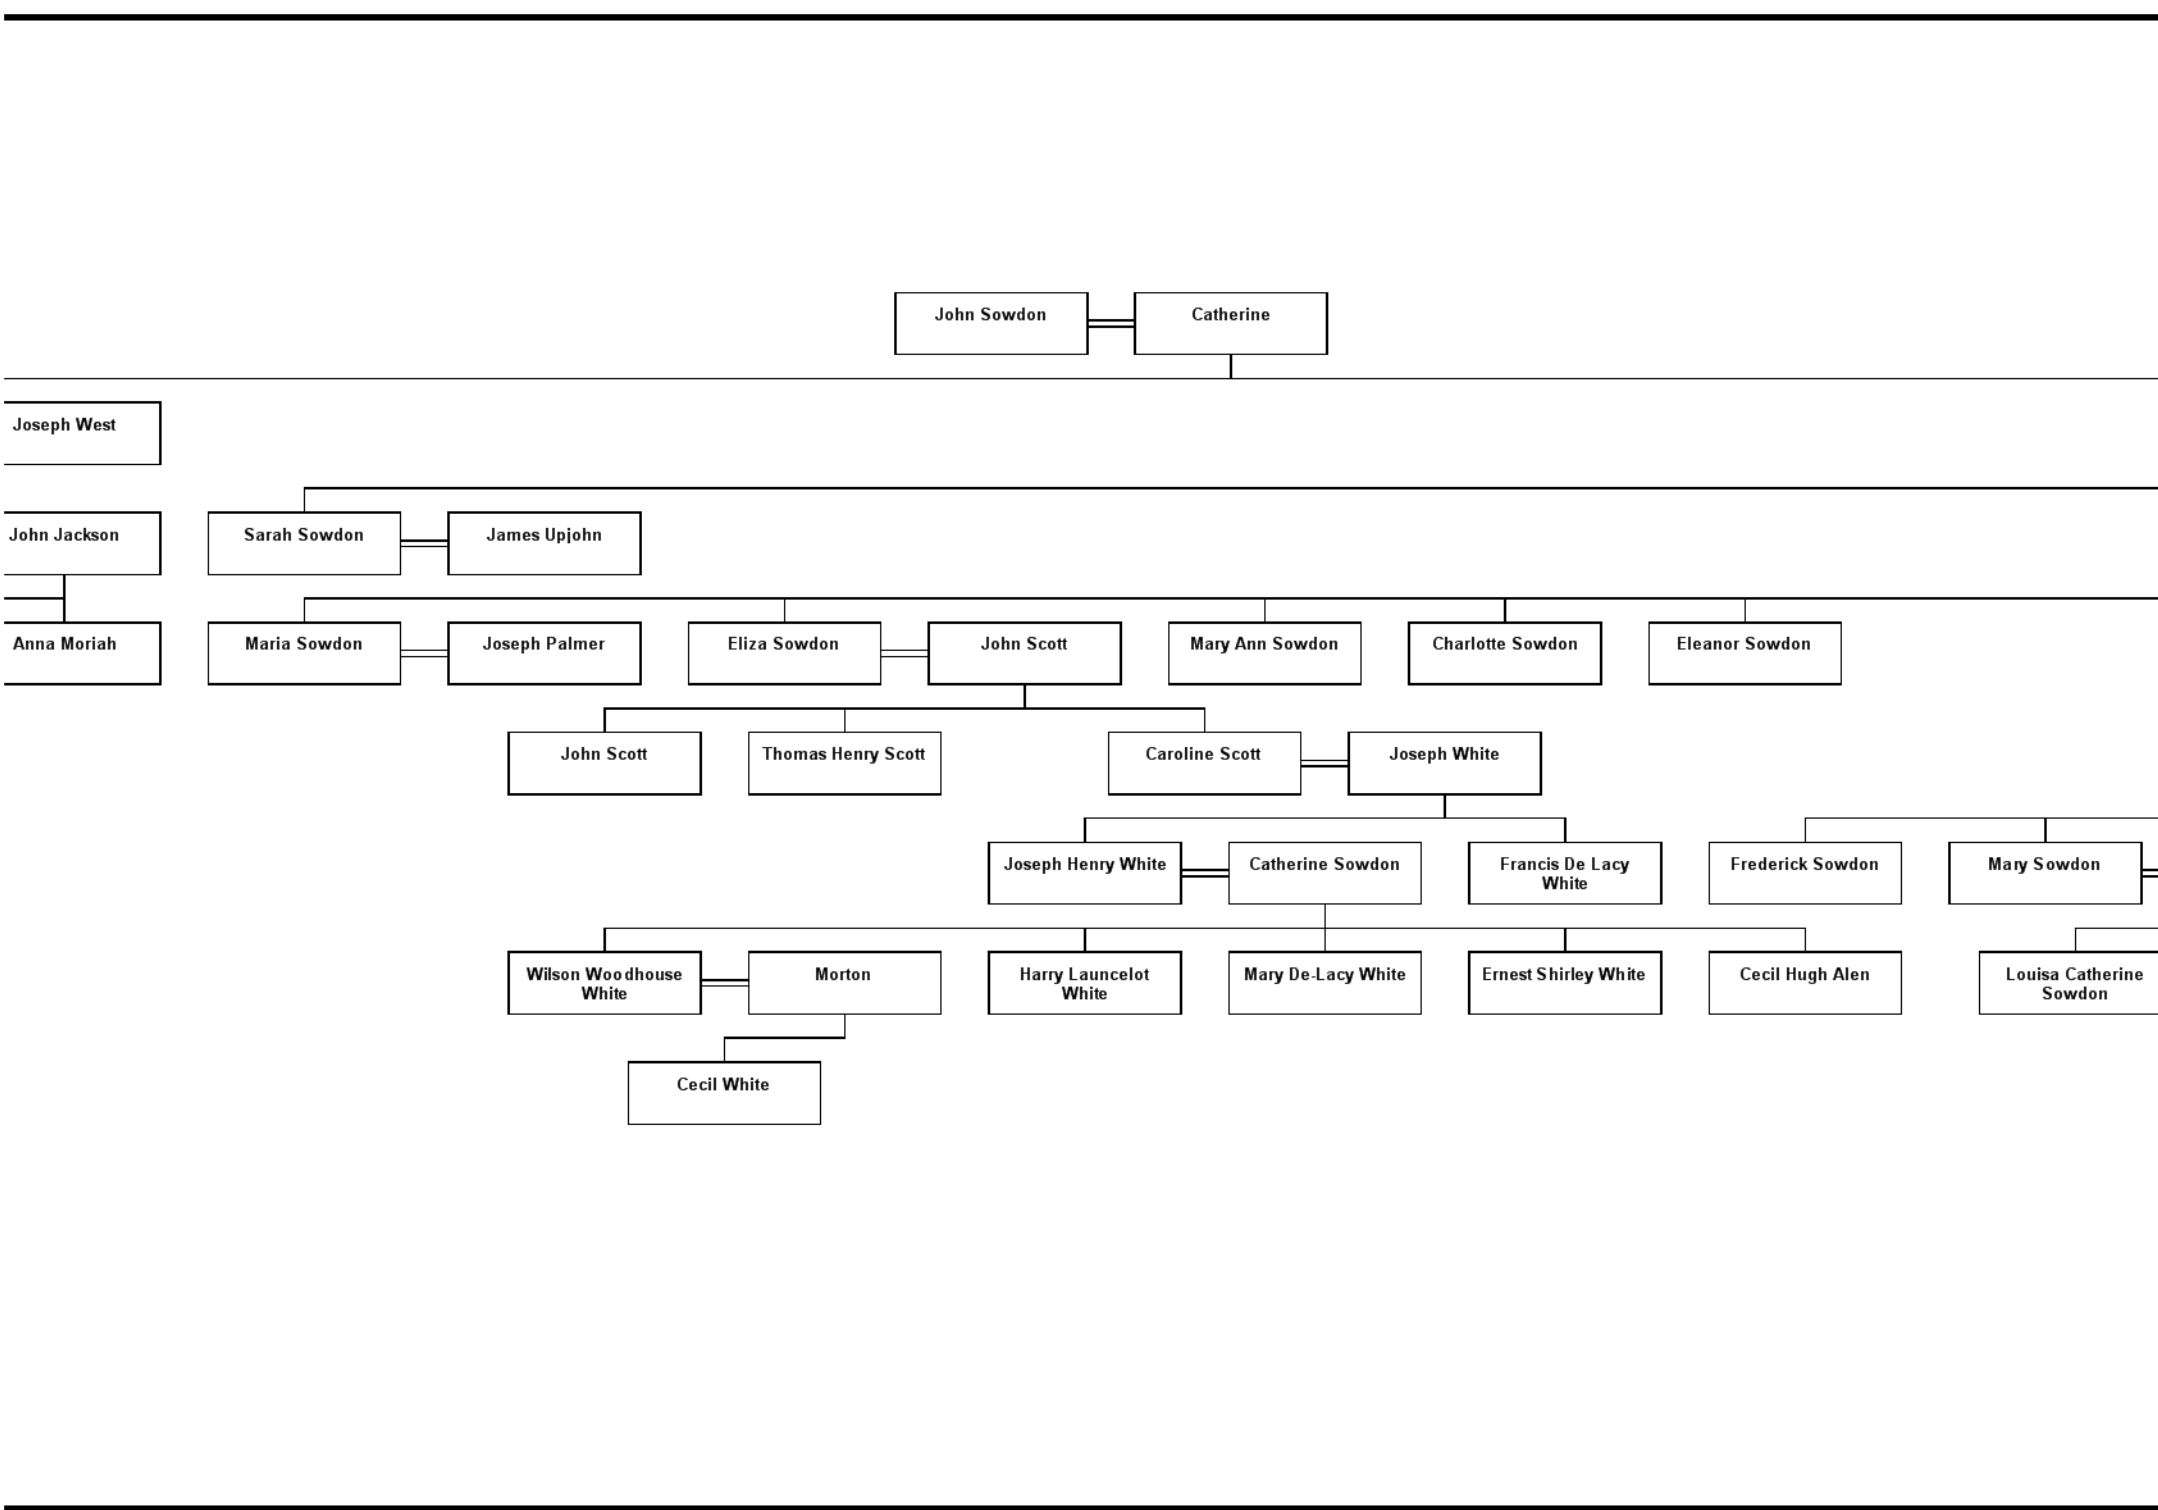 John Sowdon
Catherine
Joseph West
John Jackson
Sarah Sowdon
James Upjohn
Anna Moriah
Maria Sowdon
Joseph Palmer
Eliza Sowdon
John Scott
Mary Ann Sowdon
Charlotte Sowdon
Eleanor Sowdon
John Scott
Thomas Henry Scott
Caroline Scott
Joseph White
Joseph Henry White
Catherine Sowdon
Francis De Lacy
White
Frederick Sowdon
Mary Sowdon
Wilson Woodhouse
White
Morton
Harry Launcelot
White
Mary De-Lacy White
Ernest Shirley White
Cecil Hugh Alen
Louisa Catherine
Sowdon
Cecil White